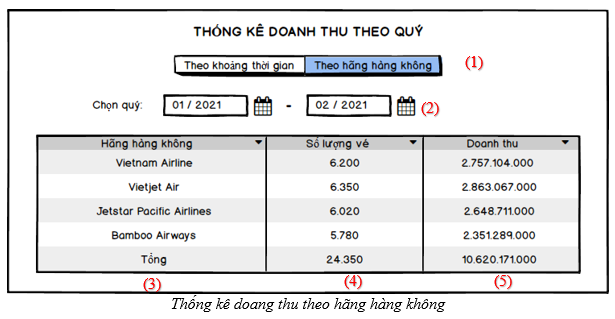 THỐNG KÊ DOANH THU THEO QUÝ
Theo khoảng thời gian Theo hãng hàng không (1)
Chọn quý: 01 / 2021 - 02 / 2021 (2)
Hãng hàng không Số lượng vé Doanh thu
Vietnam Airline 6.200 2.757.104.000
Vietjet Air 6.350 2.863.067.000
Jetstar Pacific Airlines 6.020 2.648.711.000
Bamboo Airways 5.780 2.351.289.000
Tổng 24.350 10.620.171.000
(3) (4) (5)
Thống kê doang thu theo hãng hàng không